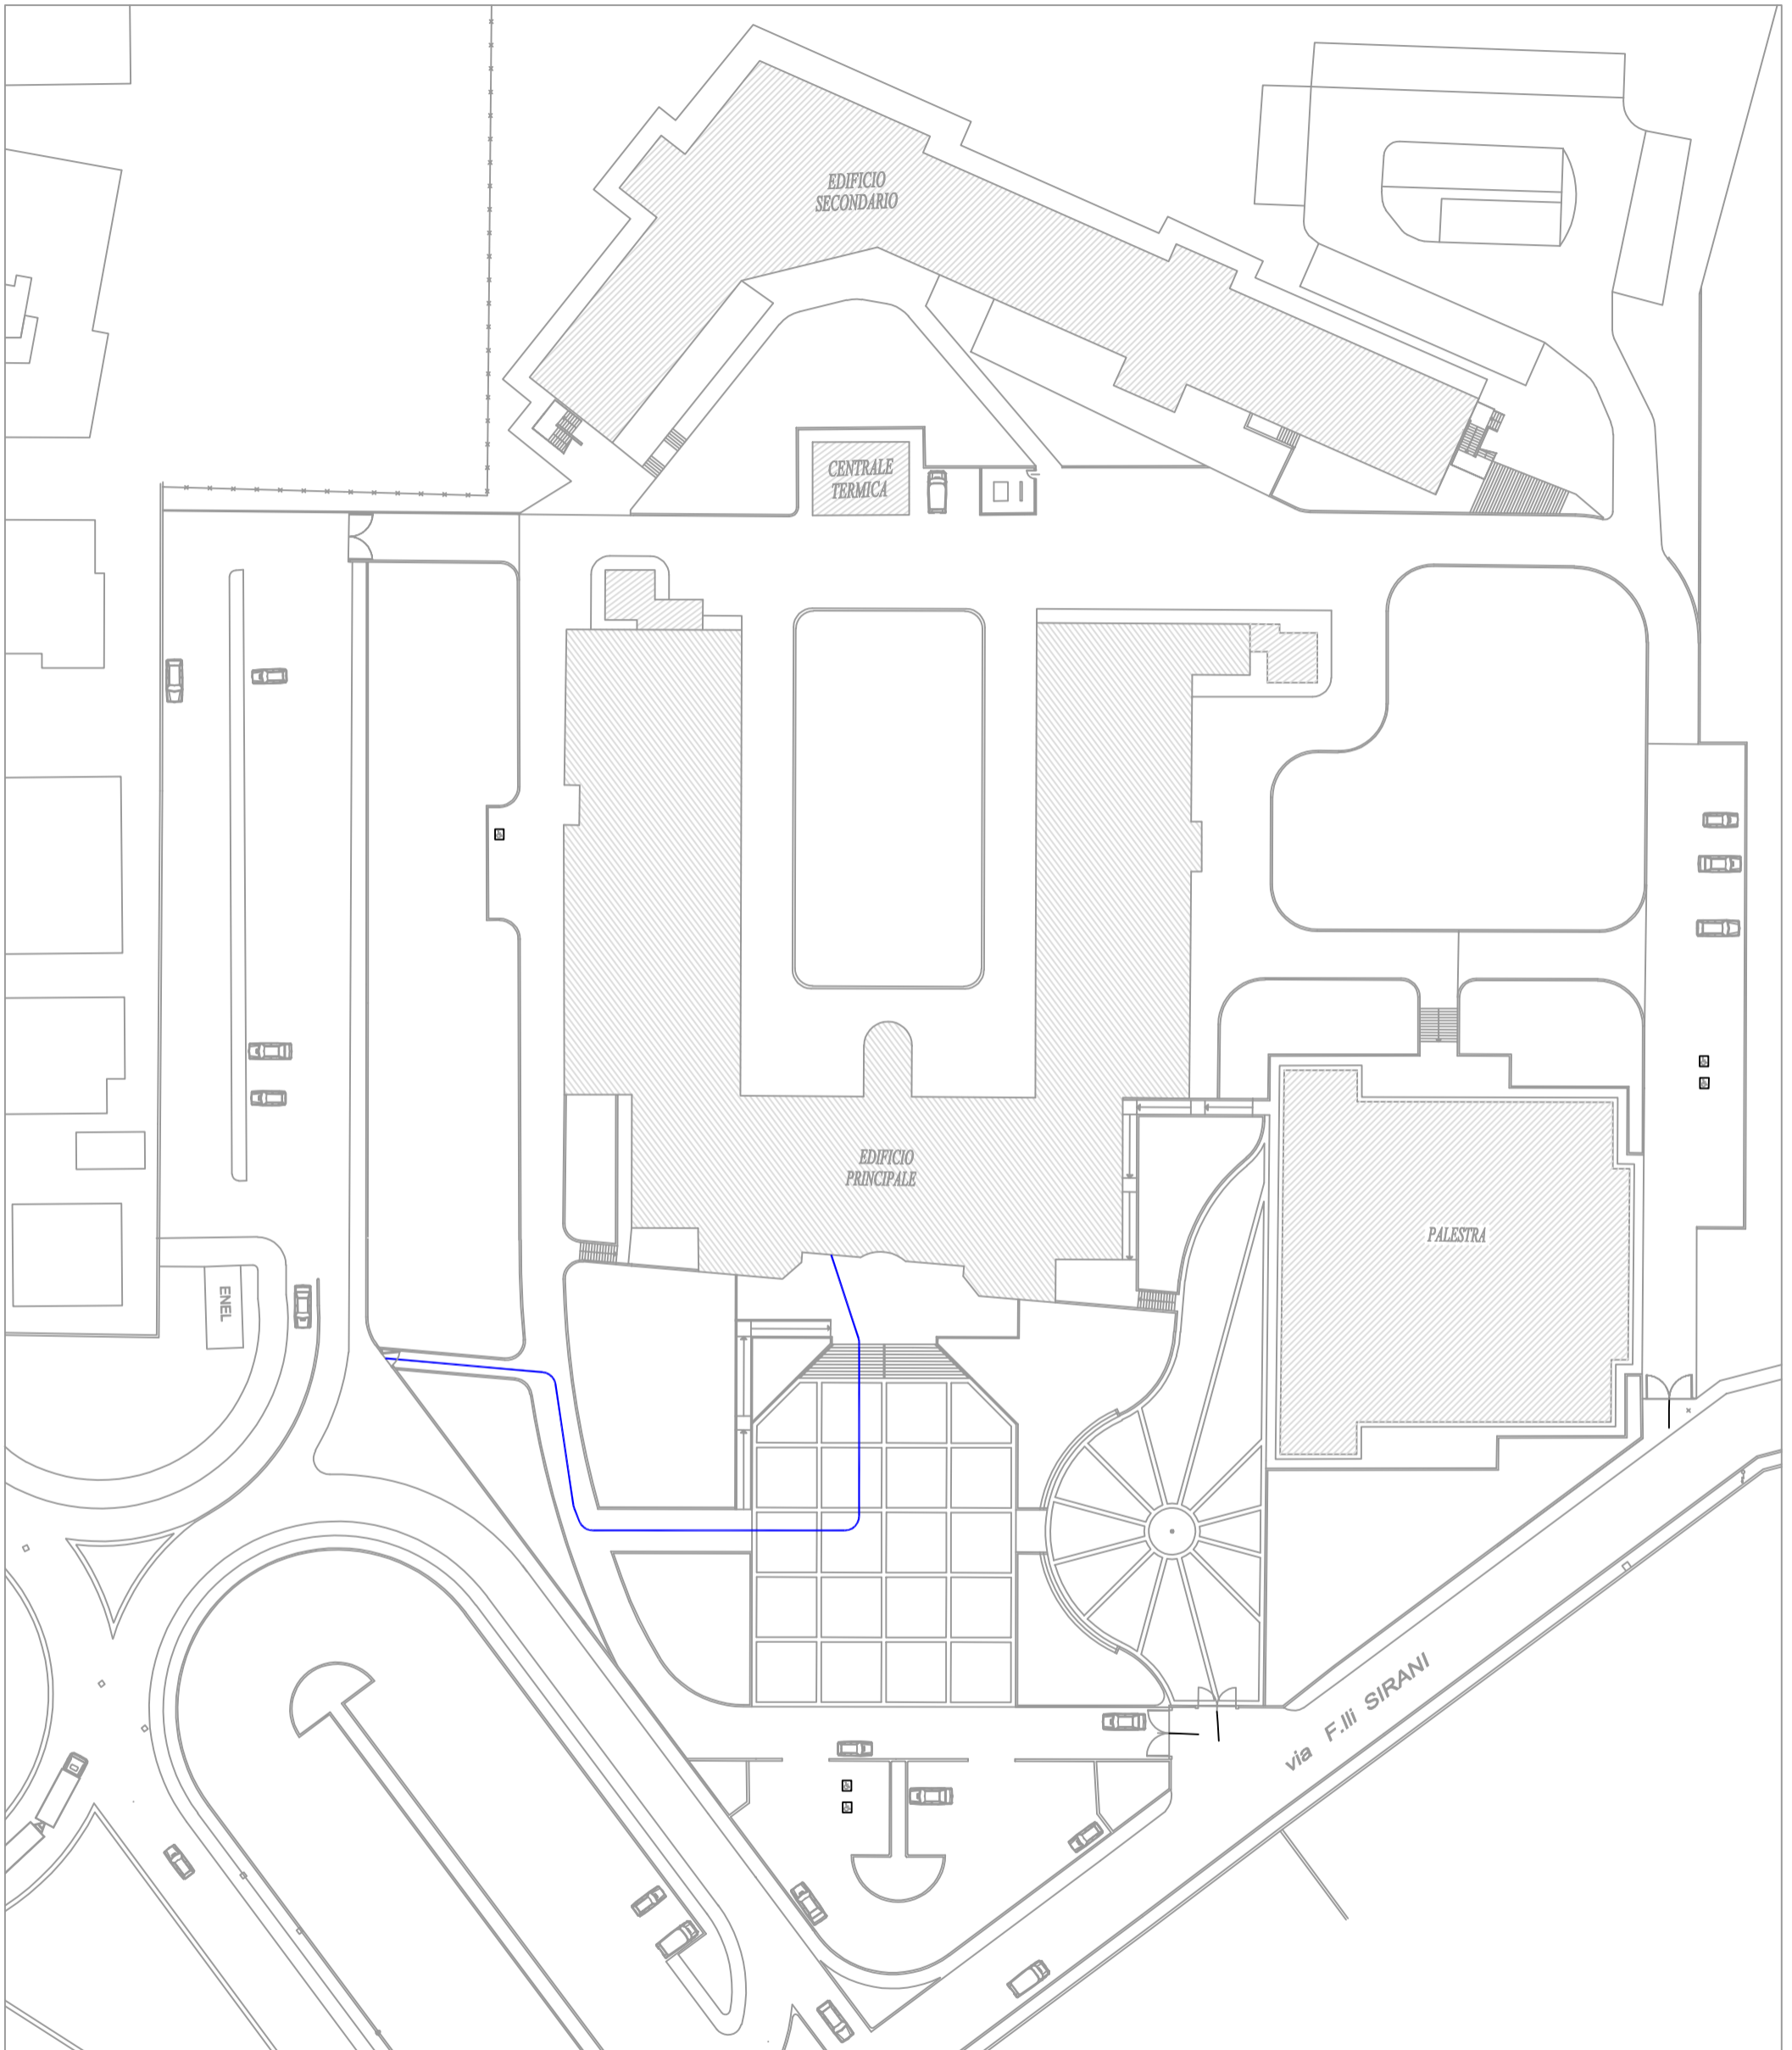 EDIFICIO
SECONDARIO
CENTRALE
TERMICA
EDIFICIO
PRINCIPALE
PALESTRA
ENEL
via F.lli SIRANI